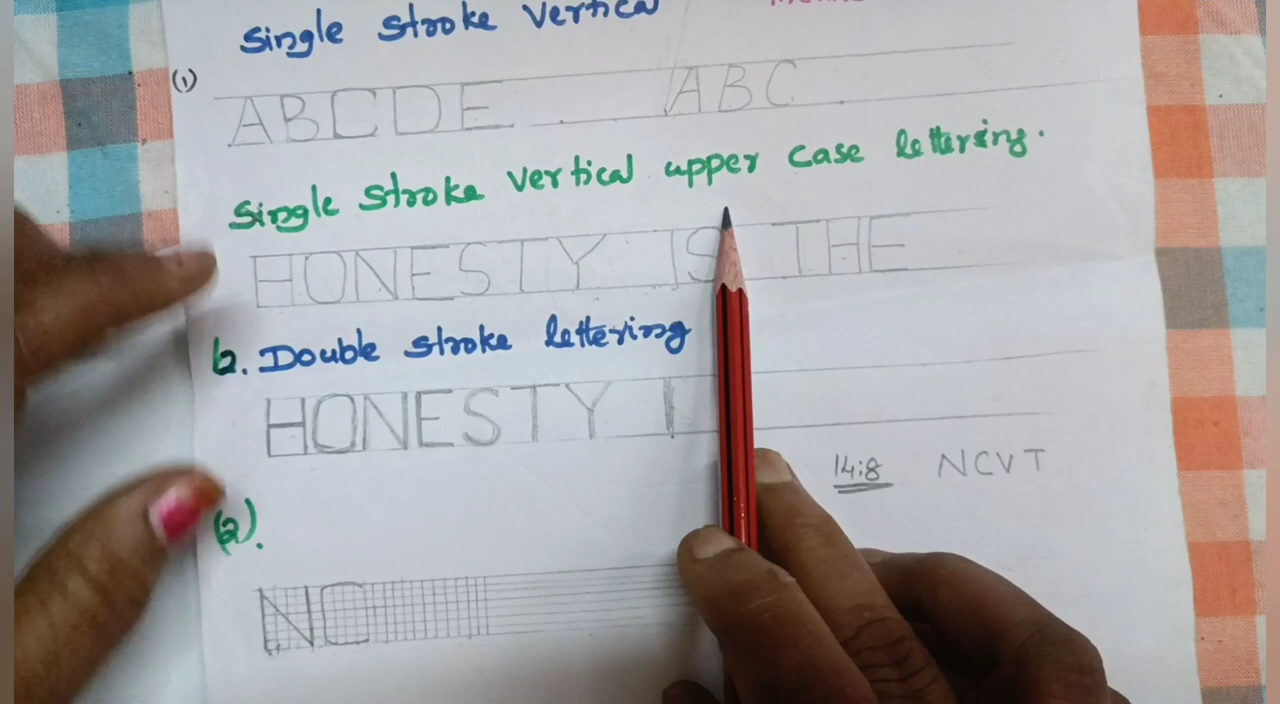 Single Stroke Vertical
(1)
ABCDE ABC
Single Stroke Vertical upper case lettering.
HONESTY IS THE
b. Double stroke lettering
HONESTY I
14:8 NCVT
(2).
NC